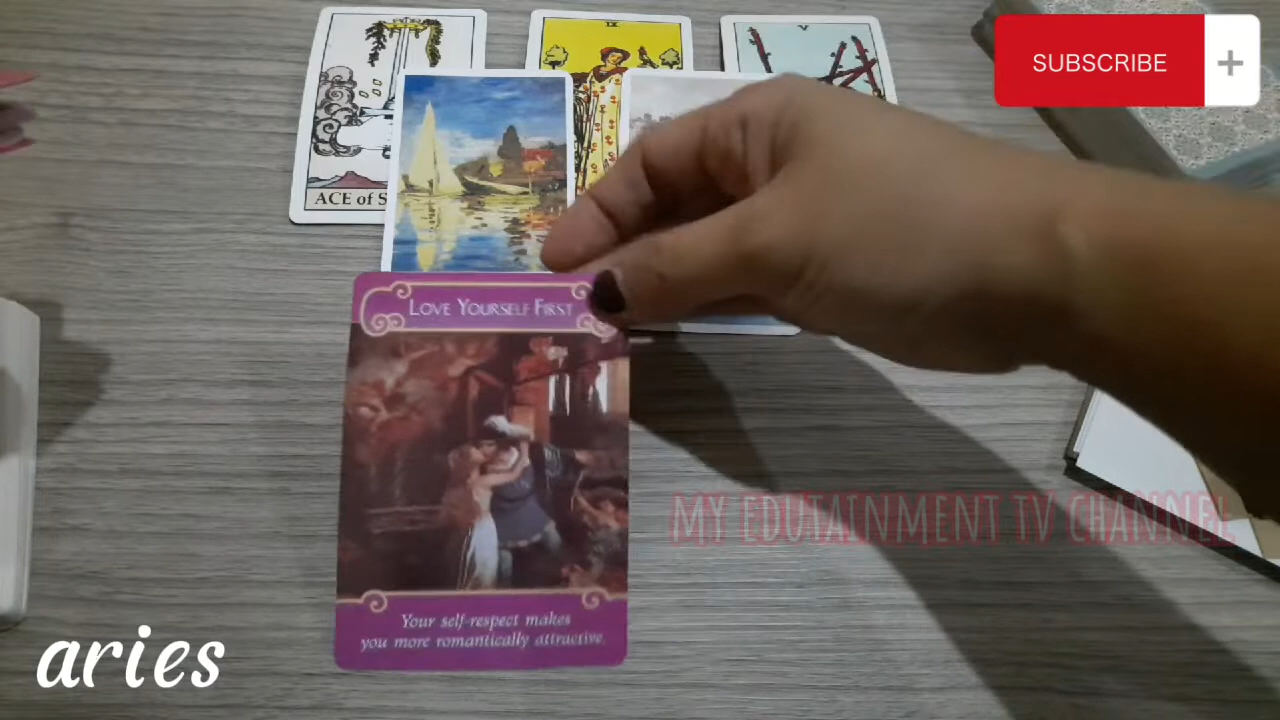 IX
V
SUBSCRIBE +
ACE of S
LOVE YOURSELF FIRST
MY EDUTAINMENT TV CHANNEL
Your self-respect makes
you more romantically attractive.
aries